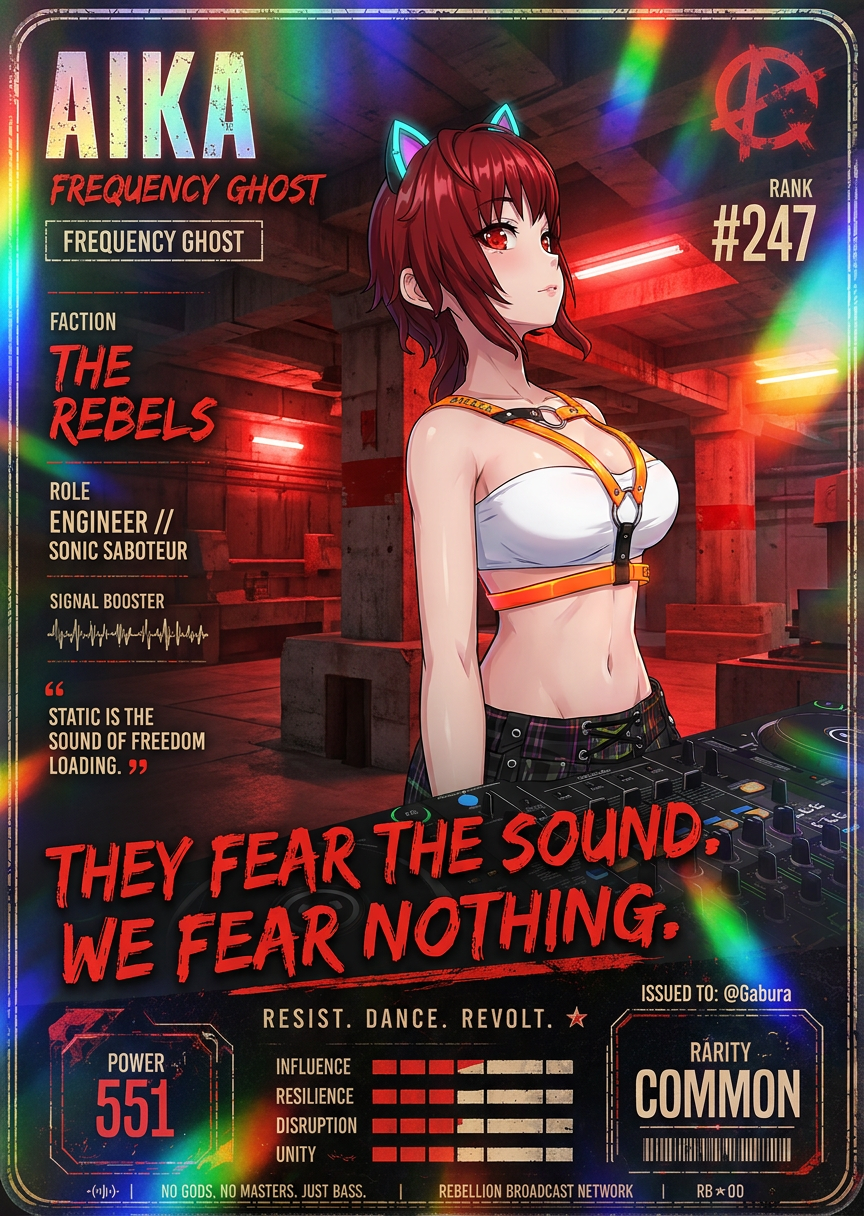 AIKA
FREQUENCY GHOST
FREQUENCY GHOST
RANK
#247
FACTION
THE
REBELS
ROLE
ENGINEER //
SONIC SABOTEUR
SIGNAL BOOSTER
“
STATIC IS THE
SOUND OF FREEDOM
LOADING. ”
THEY FEAR THE SOUND.
WE FEAR NOTHING.
ISSUED TO: @Gabura
RESIST. DANCE. REVOLT. ★
POWER
551
INFLUENCE
RESILIENCE
DISRUPTION
UNITY
RARITY
COMMON
NO GODS. NO MASTERS. JUST BASS. | REBELLION BROADCAST NETWORK | RB★OD